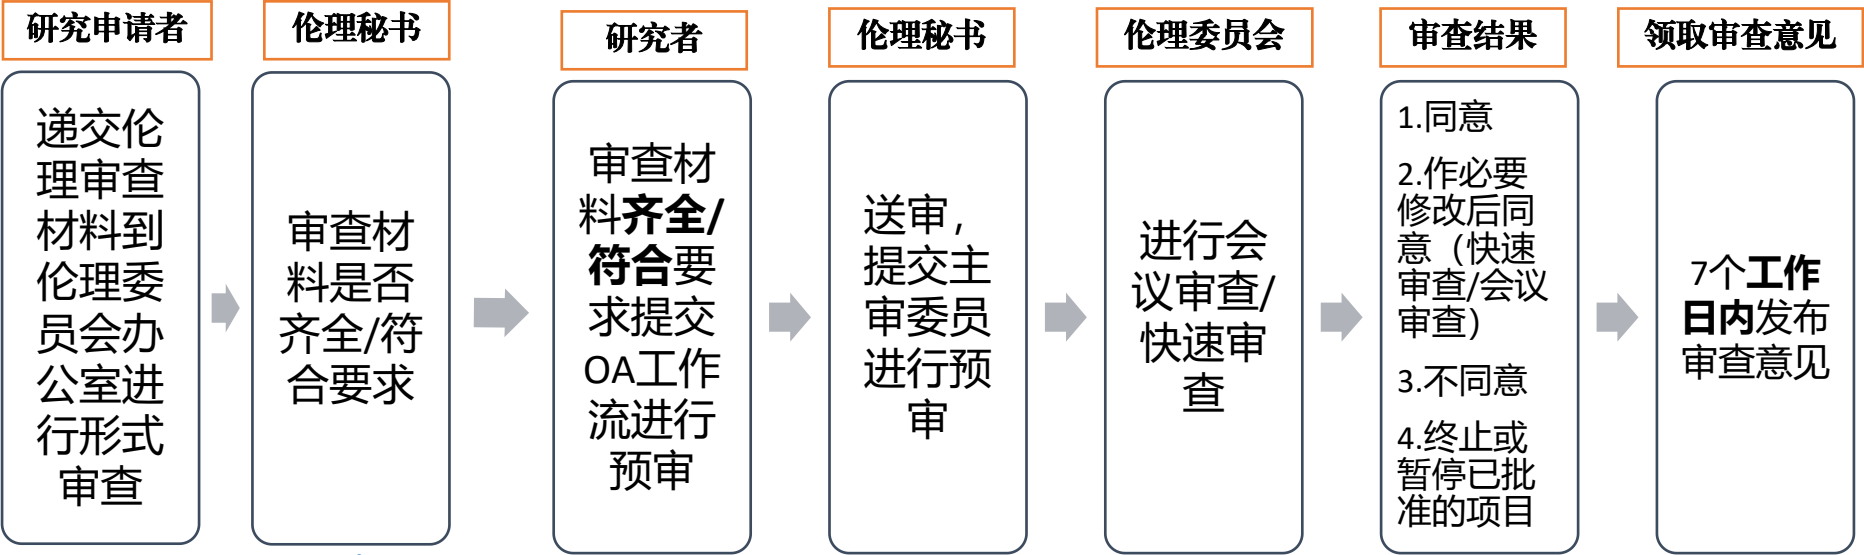 研究申请者
递交伦
理审查
材料到
伦理委
员会办
公室进
行形式
审查
伦理秘书
审查材
料是否
齐全/符
合要求
研究者
审查材
料齐全/
符合要
求提交
OA工作
流进行
预审
伦理秘书
送审，
提交主
审委员
进行预
审
伦理委员会
进行会
议审查/
快速审
查
审查结果
1.同意
2.作必要
修改后同
意（快速
审查/会议
审查）
3.不同意
4.终止或
暂停已批
准的项目
领取审查意见
7个工作
日内发布
审查意见